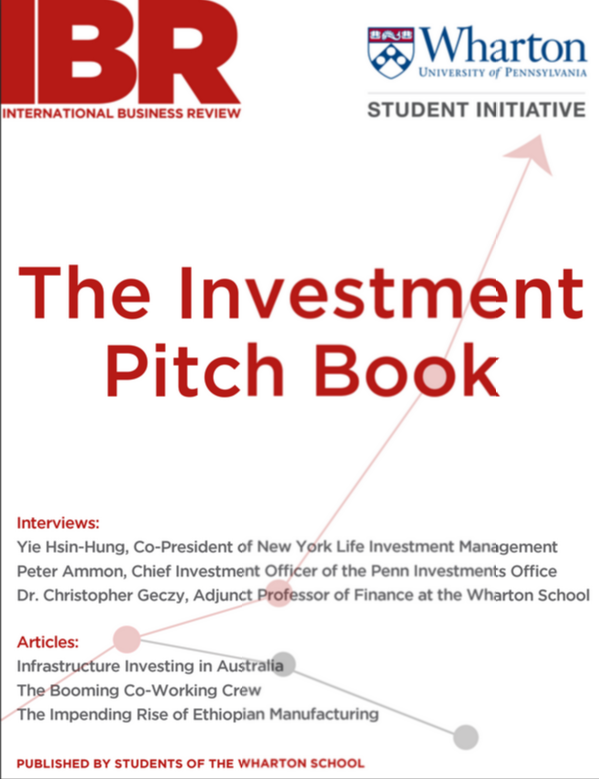 IBR
INTERNATIONAL BUSINESS REVIEW
Wharton
UNIVERSITY of PENNSYLVANIA
STUDENT INITIATIVE
The Investment
Pitch Book
Interviews:
Yie Hsin-Hung, Co-President of New York Life Investment Management
Peter Ammon, Chief Investment Officer of the Penn Investments Office
Dr. Christopher Geczy, Adjunct Professor of Finance at the Wharton School
Articles:
Infrastructure Investing in Australia
The Booming Co-Working Crew
The Impending Rise of Ethiopian Manufacturing
PUBLISHED BY STUDENTS OF THE WHARTON SCHOOL